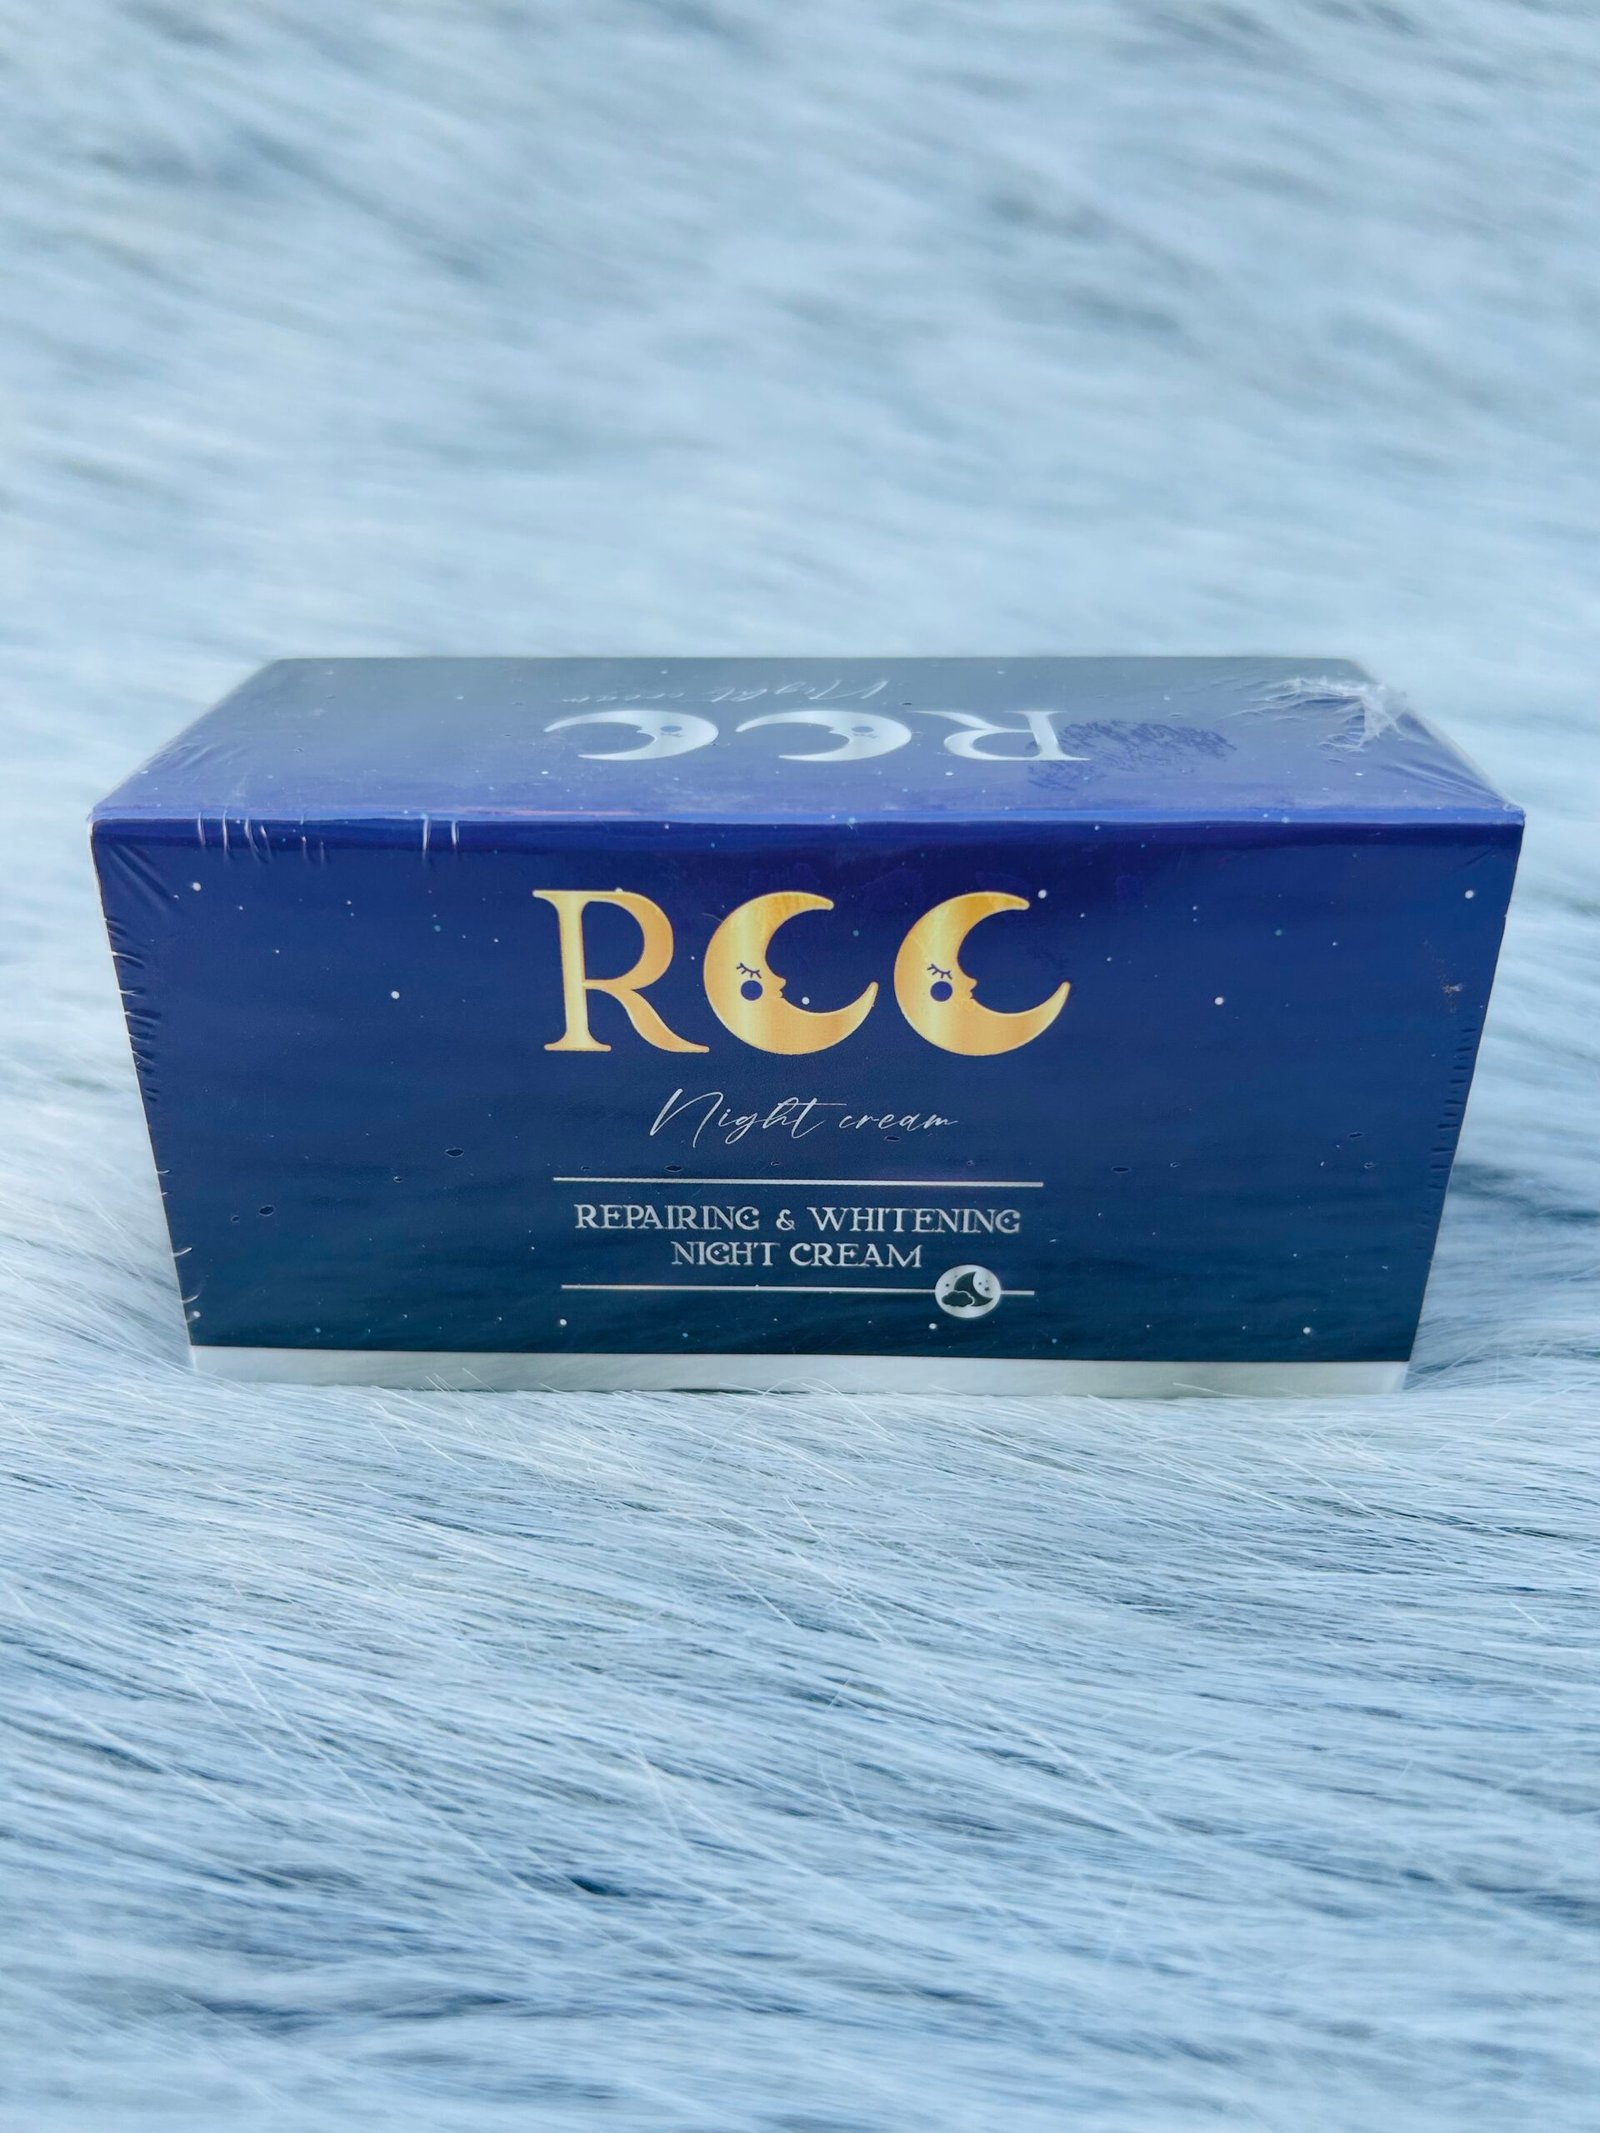 Night cream
RCC
RCC
Night cream
REPAIRING & WHITENING
NIGHT CREAM